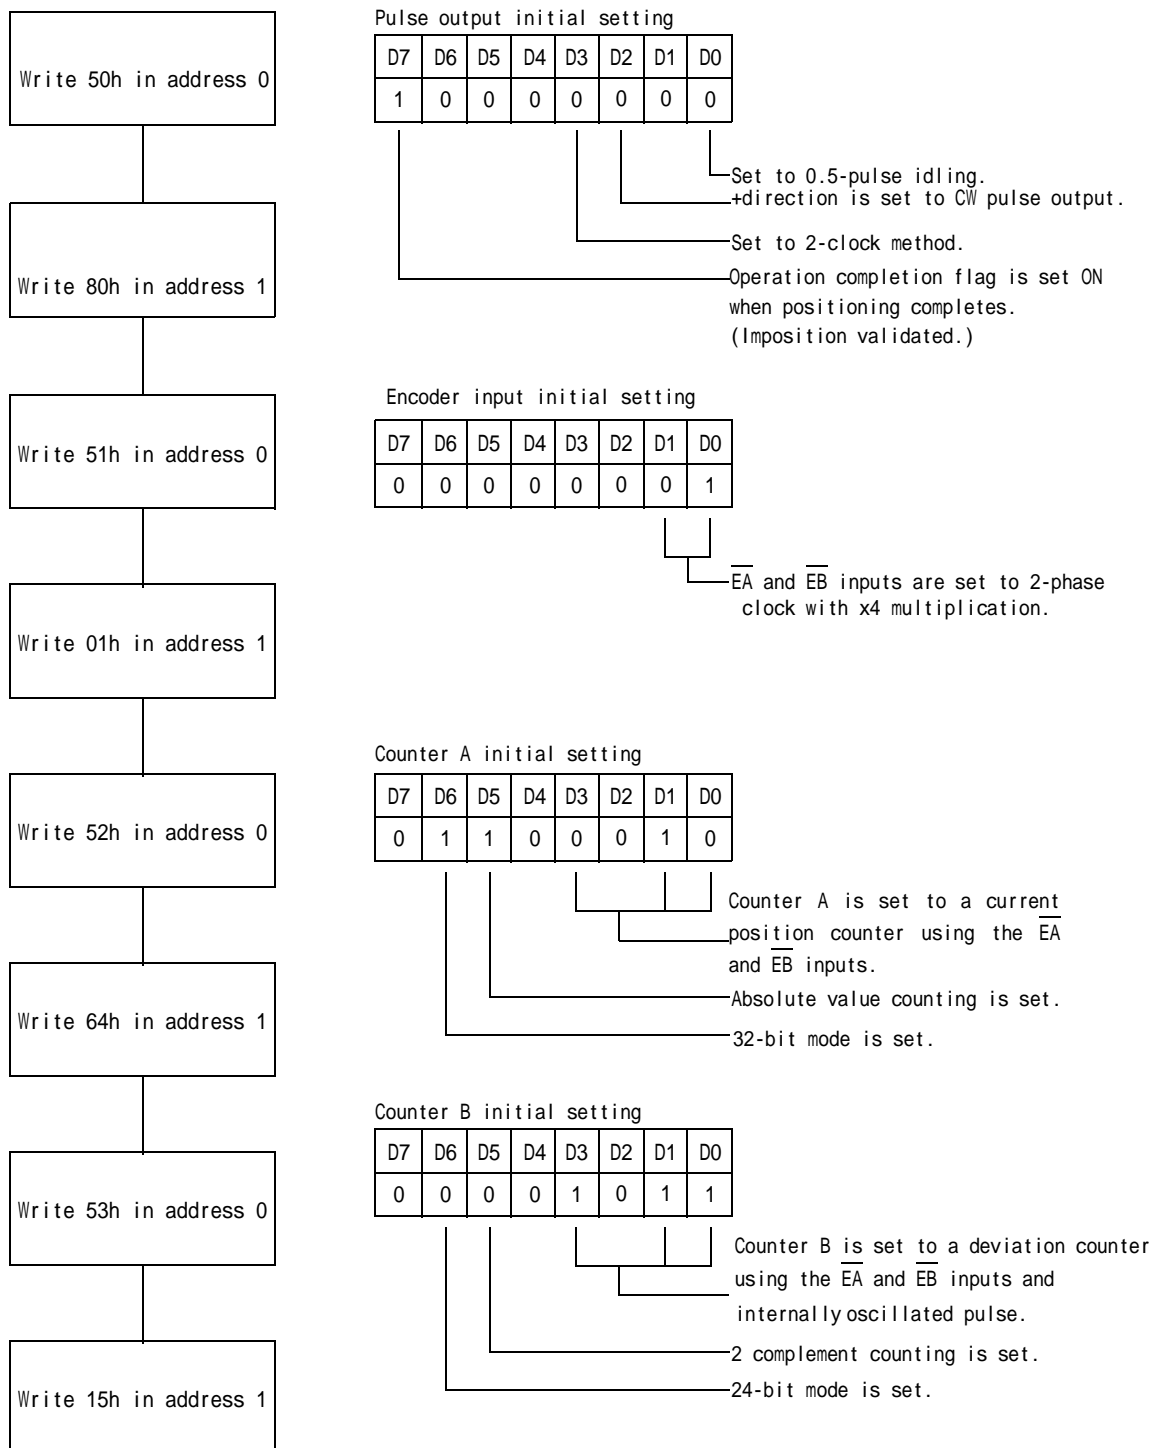 Write 50h in address 0
Write 80h in address 1
Write 51h in address 0
Write 01h in address 1
Write 52h in address 0
Write 64h in address 1
Write 53h in address 0
Write 15h in address 1
Pulse output initial setting
D7 D6 D5 D4 D3 D2 D1 D0
1 0 0 0 0 0 0 0
Set to 0.5-pulse idling.
+direction is set to CW pulse output.
Set to 2-clock method.
Operation completion flag is set ON
when positioning completes.
(Imposition validated.)
Encoder input initial setting
D7 D6 D5 D4 D3 D2 D1 D0
0 0 0 0 0 0 0 1
E̅A̅ and E̅B̅ inputs are set to 2-phase
clock with x4 multiplication.
Counter A initial setting
D7 D6 D5 D4 D3 D2 D1 D0
0 1 1 0 0 0 1 0
Counter A is set to a current
position counter using the E̅A̅
and E̅B̅ inputs.
Absolute value counting is set.
32-bit mode is set.
Counter B initial setting
D7 D6 D5 D4 D3 D2 D1 D0
0 0 0 0 1 0 1 1
Counter B is set to a deviation counter
using the E̅A̅ and E̅B̅ inputs and
internally oscillated pulse.
2 complement counting is set.
24-bit mode is set.